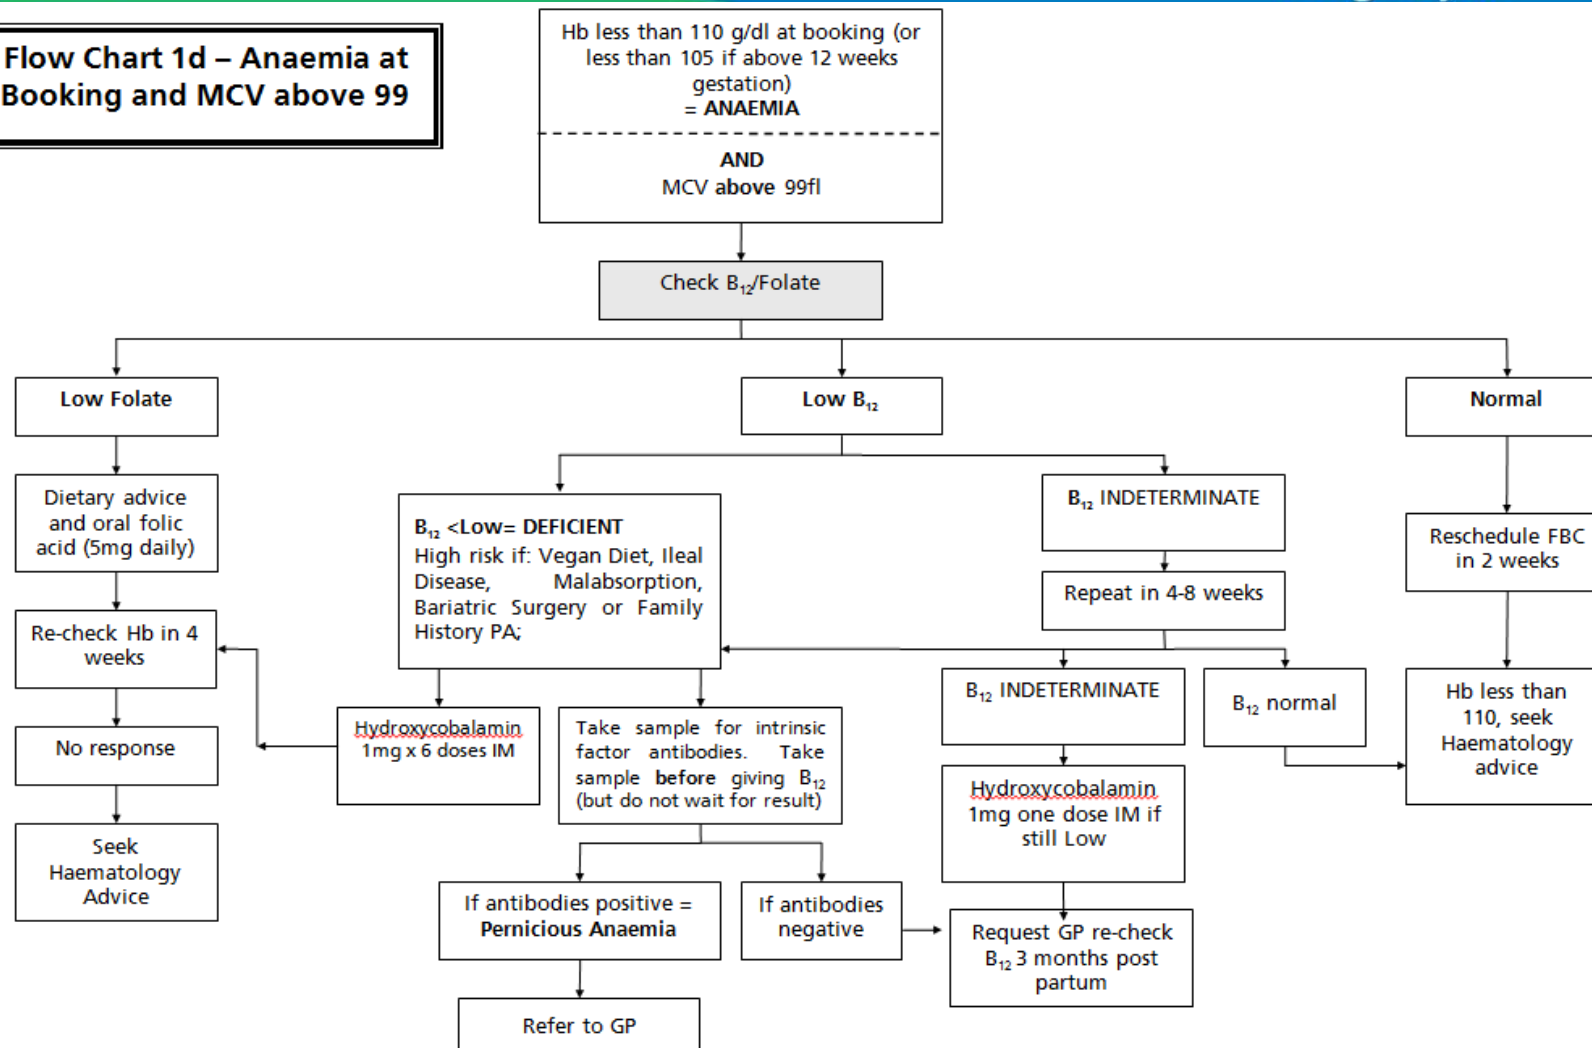 Flow Chart 1d – Anaemia at
Booking and MCV above 99
Hb less than 110 g/dl at booking (or
less than 105 if above 12 weeks
gestation)
= ANAEMIA
AND
MCV above 99fl
Check B12/Folate
Low Folate
Low B12
Normal
Dietary advice
and oral folic
acid (5mg daily)
B12 <Low= DEFICIENT
High risk if: Vegan Diet, Ileal
Disease, Malabsorption,
Bariatric Surgery or Family
History PA;
B12 INDETERMINATE
Reschedule FBC
in 2 weeks
Repeat in 4-8 weeks
Re-check Hb in 4
weeks
B12 INDETERMINATE
B12 normal
Hb less than
110, seek
Haematology
advice
No response
Hydroxycobalamin
1mg x 6 doses IM
Take sample for intrinsic
factor antibodies. Take
sample before giving B12
(but do not wait for result)
Hydroxycobalamin
1mg one dose IM if
still Low
Seek
Haematology
Advice
If antibodies positive =
Pernicious Anaemia
If antibodies
negative
Request GP re-check
B12 3 months post
partum
Refer to GP